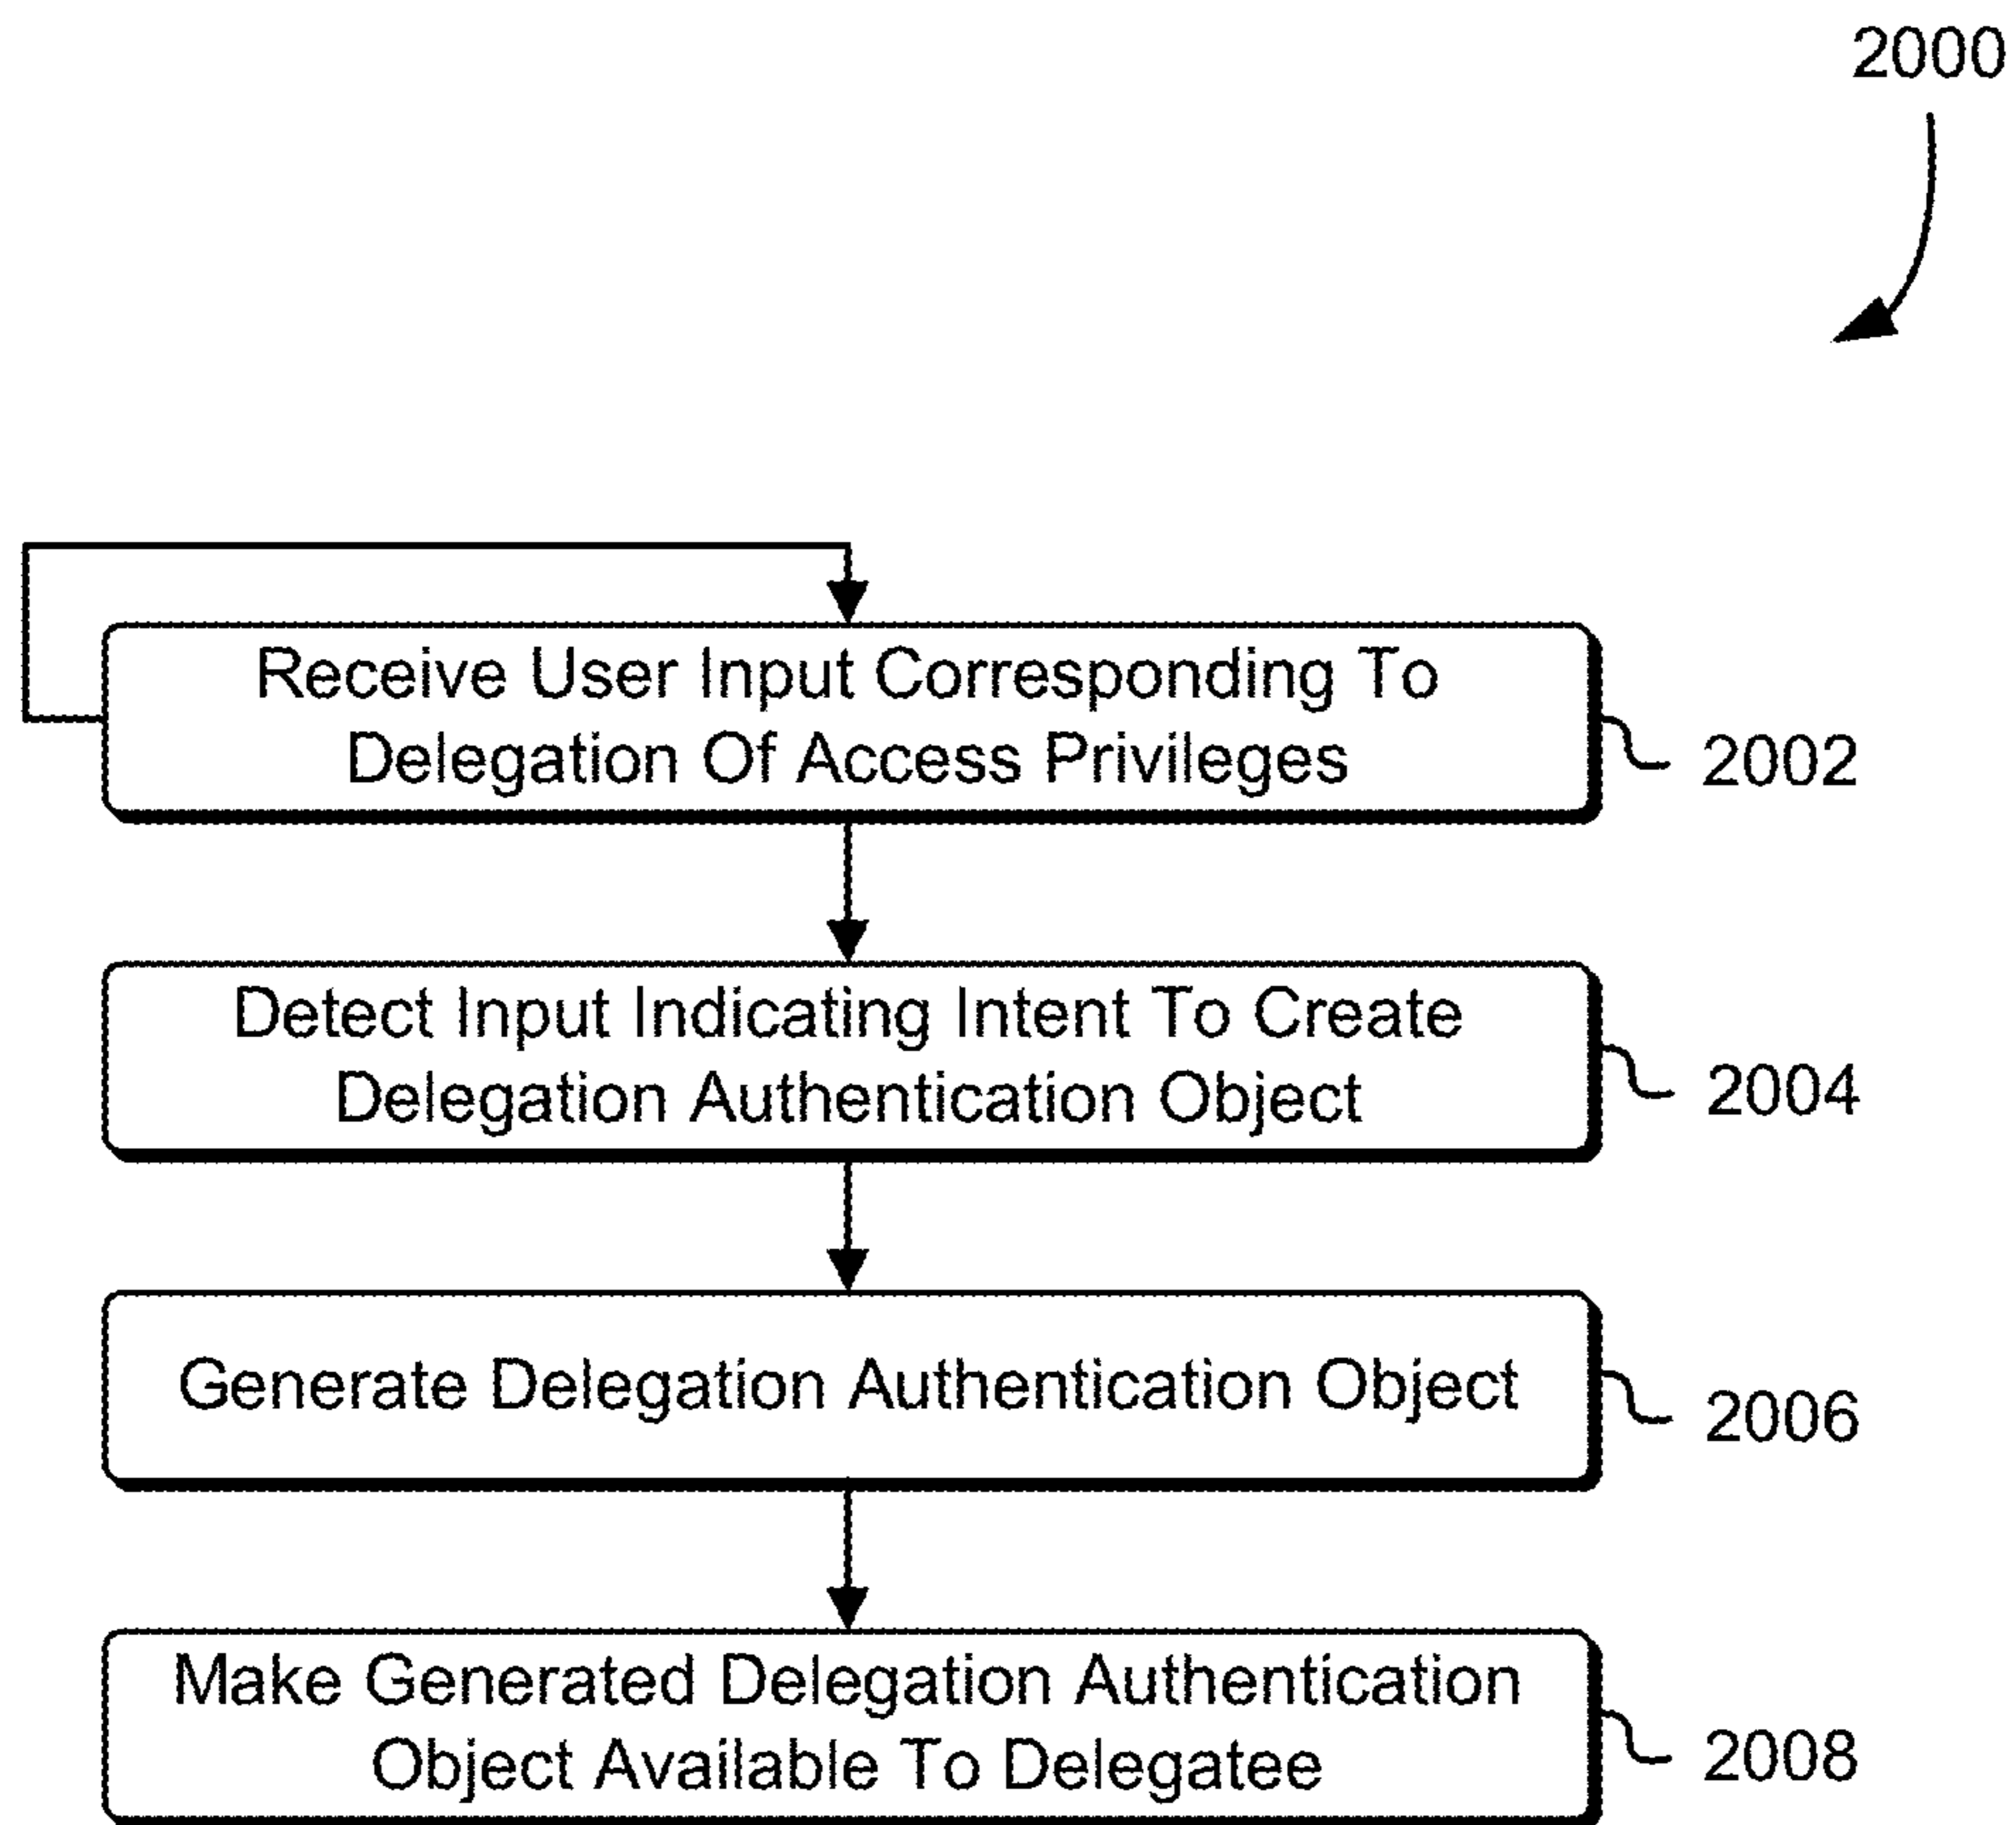 2000
Receive User Input Corresponding To
Delegation Of Access Privileges
2002
Detect Input Indicating Intent To Create
Delegation Authentication Object
2004
Generate Delegation Authentication Object
2006
Make Generated Delegation Authentication
Object Available To Delegatee
2008